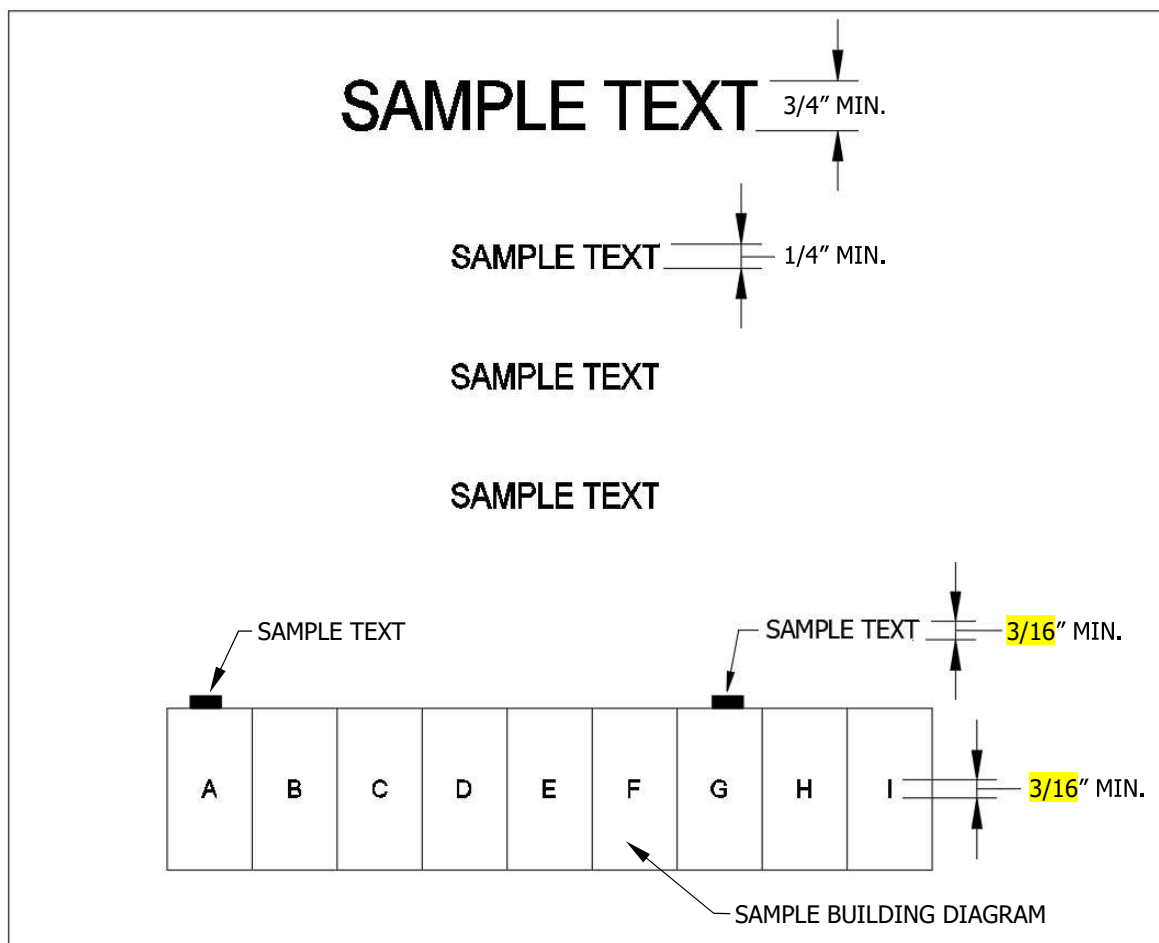 SAMPLE TEXT 3/4″ MIN.
SAMPLE TEXT 1/4″ MIN.
SAMPLE TEXT
SAMPLE TEXT
SAMPLE TEXT SAMPLE TEXT 3/16″ MIN.
A B C D E F G H I 3/16″ MIN.
SAMPLE BUILDING DIAGRAM